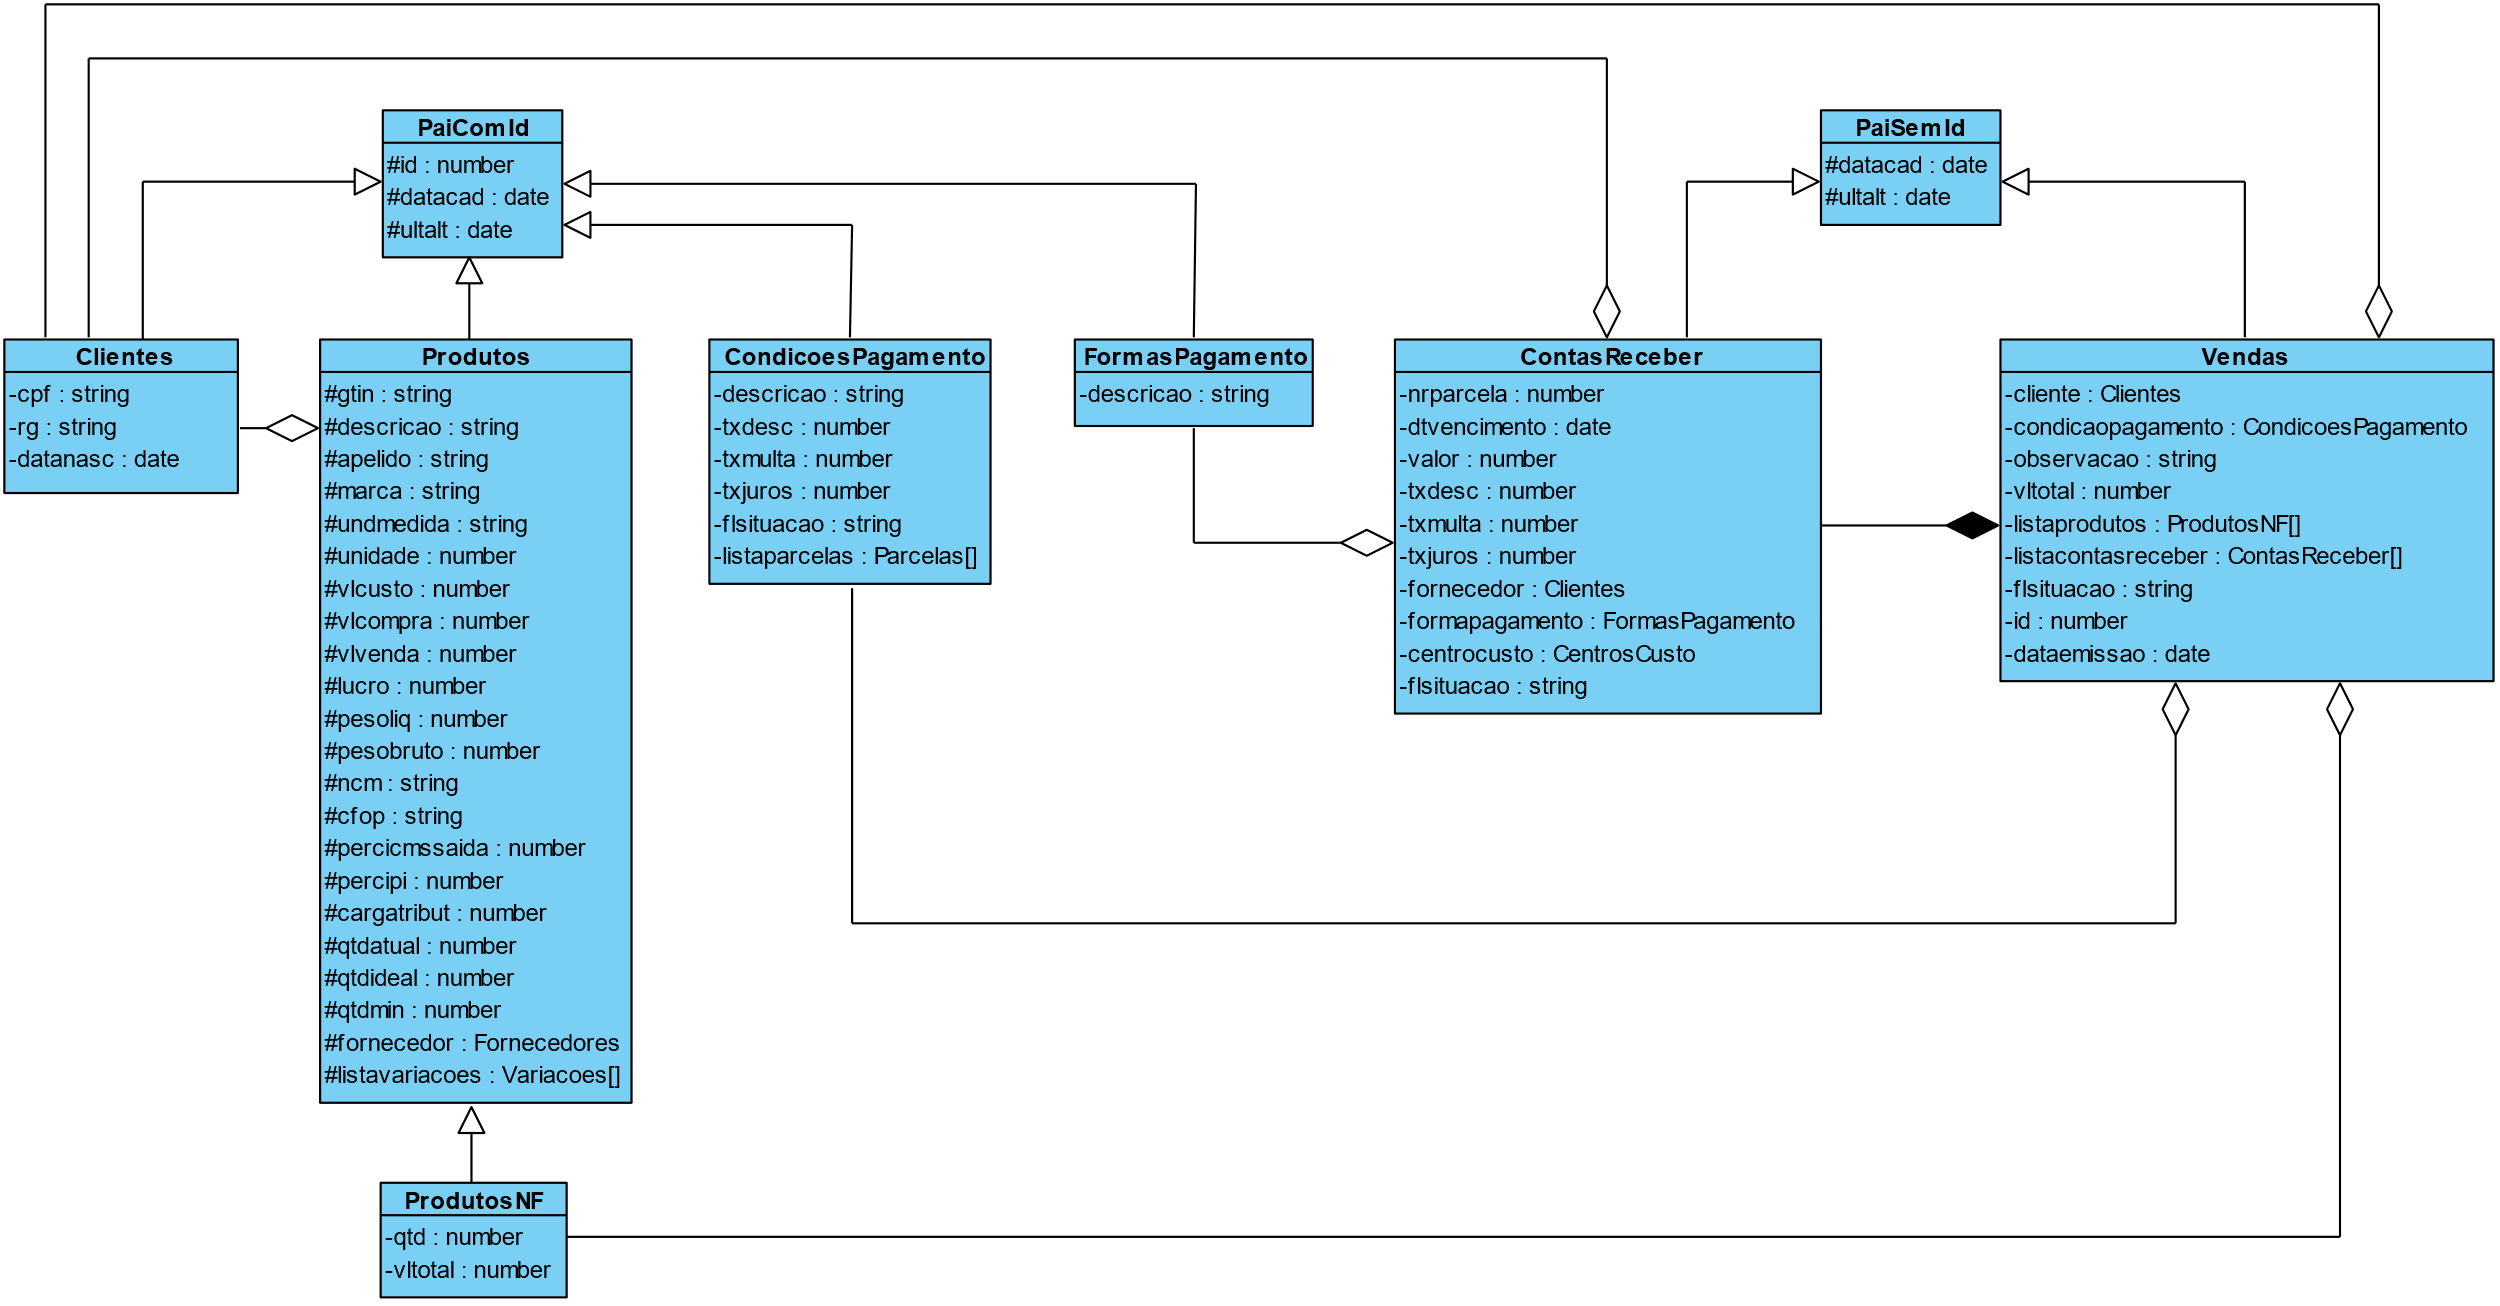 PaiComId
#id : number
#datacad : date
#ultalt : date
PaiSemId
#datacad : date
#ultalt : date
Clientes
-cpf : string
-rg : string
-datanasc : date
Produtos
#gtin : string
#descricao : string
#apelido : string
#marca : string
#undmedida : string
#unidade : number
#vlcusto : number
#vlcompra : number
#vlvenda : number
#lucro : number
#pesoliq : number
#pesobruto : number
#ncm : string
#cfop : string
#percicmssaida : number
#percipi : number
#cargatribut : number
#qtdatual : number
#qtdideal : number
#qtdmin : number
#fornecedor : Fornecedores
#listavariacoes : Variacoes[]
CondicoesPagamento
-descricao : string
-txdesc : number
-txmulta : number
-txjuros : number
-flsituacao : string
-listaparcelas : Parcelas[]
FormasPagamento
-descricao : string
ContasReceber
-nrparcela : number
-dtvencimento : date
-valor : number
-txdesc : number
-txmulta : number
-txjuros : number
-fornecedor : Clientes
-formapagamento : FormasPagamento
-centrocusto : CentrosCusto
-flsituacao : string
Vendas
-cliente : Clientes
-condicaopagamento : CondicoesPagamento
-observacao : string
-vltotal : number
-listaprodutos : ProdutosNF[]
-listacontasreceber : ContasReceber[]
-flsituacao : string
-id : number
-dataemissao : date
ProdutosNF
-qtd : number
-vltotal : number